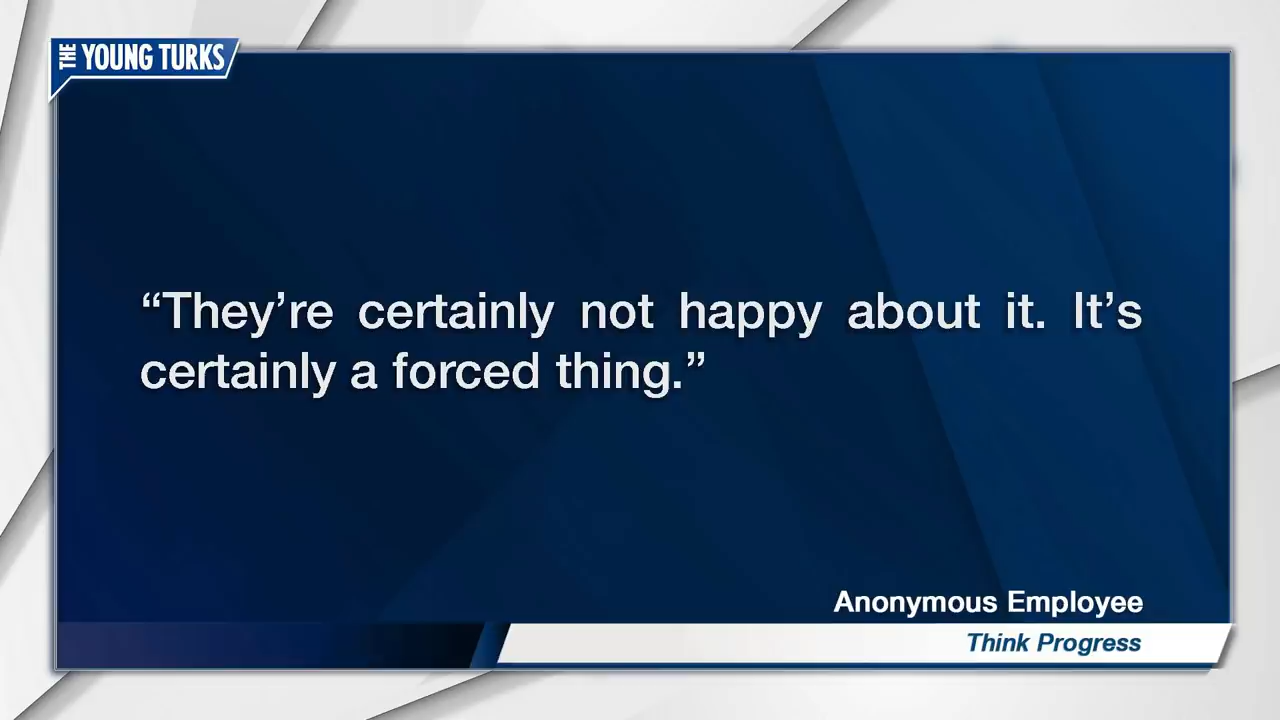 THE YOUNG TURKS
“They’re certainly not happy about it. It’s
certainly a forced thing.”
Anonymous Employee
Think Progress